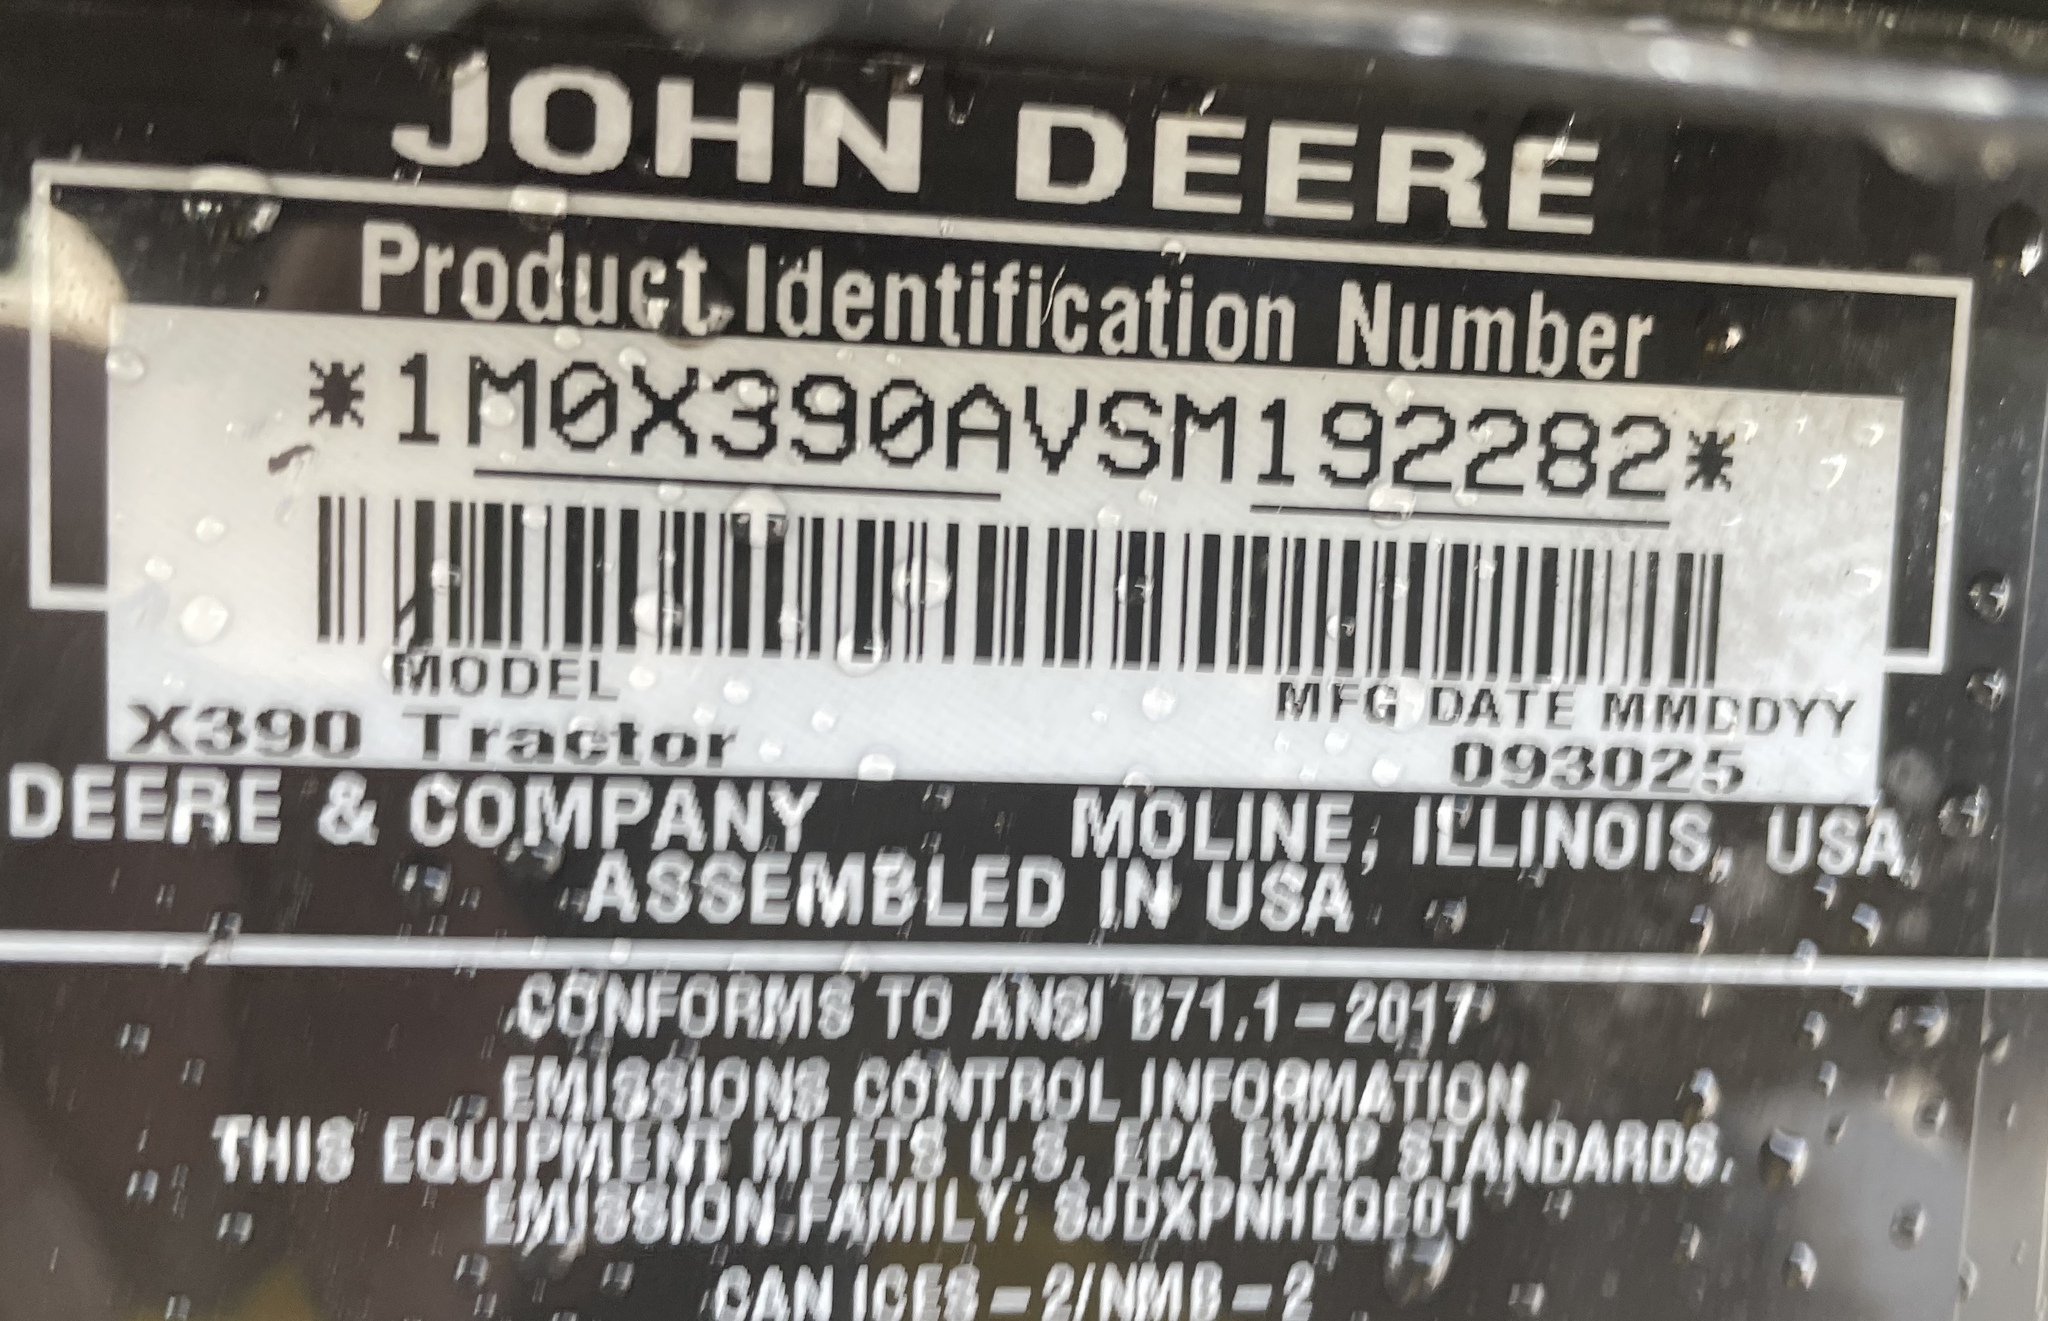 JOHN DEERE
Product Identification Number
*1M0X390AVSM192282*
MODEL MFG DATE MMDDYY
X390 Tractor 093025
DEERE & COMPANY MOLINE, ILLINOIS, USA
ASSEMBLED IN USA
CONFORMS TO ANSI B71.1-2017
EMISSIONS CONTROL INFORMATION
THIS EQUIPMENT MEETS U.S. EPA EVAP STANDARDS.
EMISSION FAMILY: SJDXPNHEQE01
CAN ICES-2/NMB-2